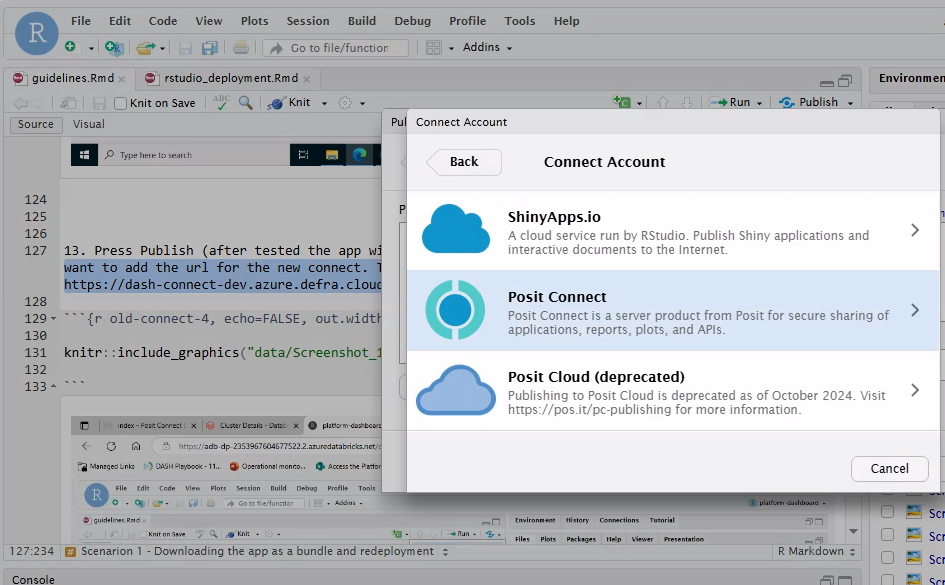 File Edit Code View Plots Session Build Debug Profile Tools Help
R
Go to file/function
Addins
guidelines.Rmd
rstudio_deployment.Rmd
Environmen
Knit on Save
ABC
Knit
Run
Publish
Source
Visual
Pul
Connect Account
Back
Connect Account
Type here to search
124
125
126
127
13. Press Publish (after tested the app wi
want to add the url for the new connect. T
https://dash-connect-dev.azure.defra.cloud
128
129
```{r old-connect-4, echo=FALSE, out.width
130
131
knitr::include_graphics("data/Screenshot_1
132
133
```
P
ShinyApps.io
A cloud service run by RStudio. Publish Shiny applications and
interactive documents to the Internet.
Posit Connect
Posit Connect is a server product from Posit for secure sharing of
applications, reports, plots, and APIs.
Posit Cloud (deprecated)
Publishing to Posit Cloud is deprecated as of October 2024. Visit
https://pos.it/pc-publishing for more information.
Cancel
index – Posit Connect
Cluster Details - Datab
platform-dashboard
https://adb-dp-2353967604677522.2.azuredatabricks.net/
Managed Links
DASH Playbook - 11...
Operational monito...
Access the Platfor
R
File Edit Code View Plots Session Build Debug Profile Tools Help
Go to file/function
Addins
platform-dashboard
guidelines.Rmd
Environment History Connections Tutorial
Knit on Save
Knit
Run
Files Plots Packages Help Viewer Presentation
Scr
Scr
Scr
Scr
127:234
Scenarion 1 - Downloading the app as a bundle and redeployment
R Markdown
Console